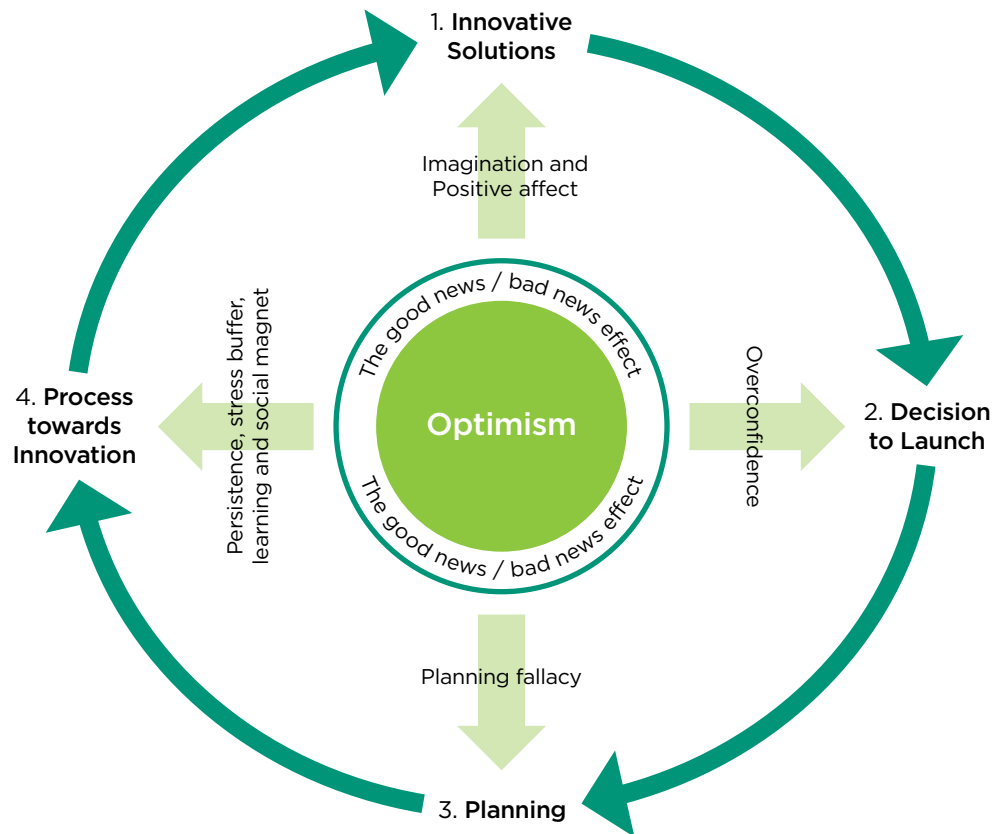 1. Innovative
Solutions
Imagination and
Positive affect
The good news / bad news effect
Optimism
The good news / bad news effect
Overconfidence
2. Decision
to Launch
Planning fallacy
3. Planning
Persistence, stress buffer,
learning and social magnet
4. Process
towards
Innovation